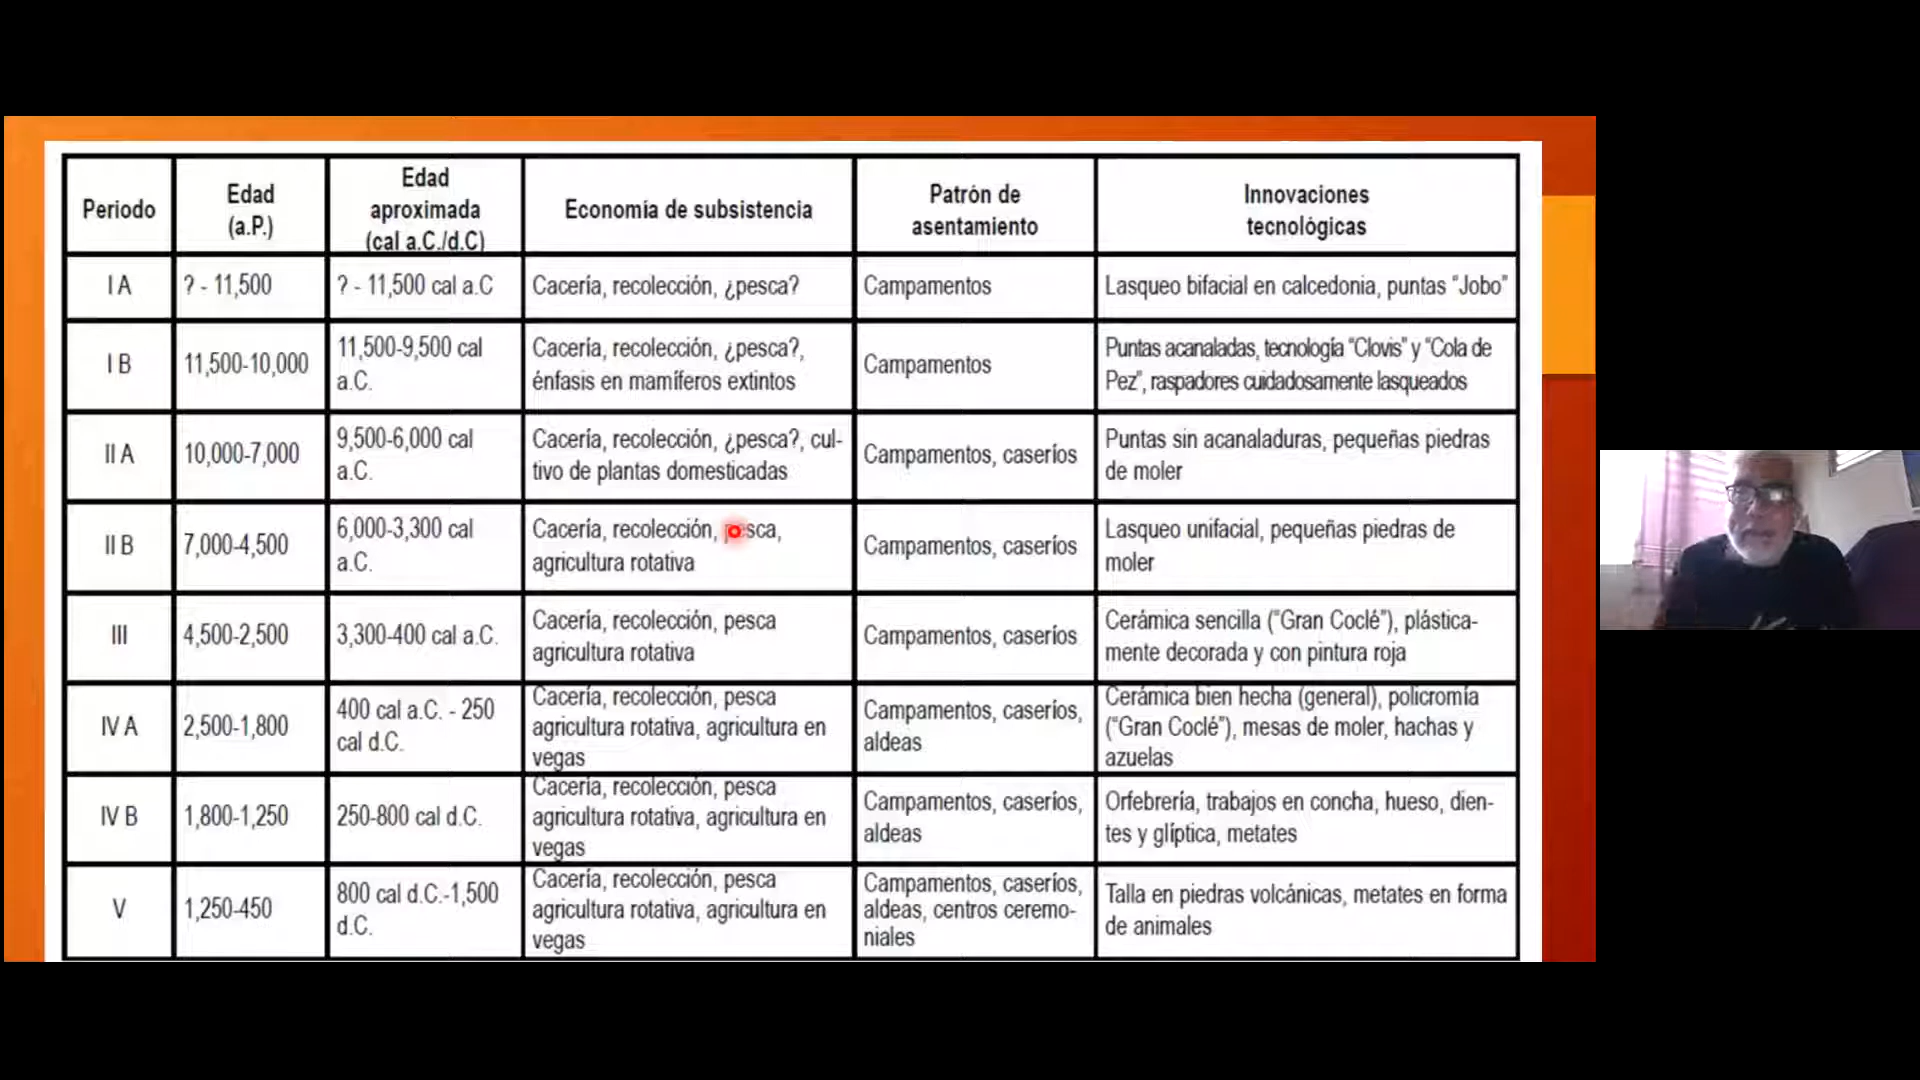 Periodo
Edad
(a.P.)
Edad
aproximada
(cal a.C./d.C)
Economía de subsistencia
Patrón de
asentamiento
Innovaciones
tecnológicas
I A
? - 11,500
? - 11,500 cal a.C
Cacería, recolección, ¿pesca?
Campamentos
Lasqueo bifacial en calcedonia, puntas “Jobo”
I B
11,500-10,000
11,500-9,500 cal
a.C.
Cacería, recolección, ¿pesca?,
énfasis en mamíferos extintos
Campamentos
Puntas acanaladas, tecnología “Clovis” y “Cola de
Pez”, raspadores cuidadosamente lasqueados
II A
10,000-7,000
9,500-6,000 cal
a.C.
Cacería, recolección, ¿pesca?, cul-
tivo de plantas domesticadas
Campamentos, caseríos
Puntas sin acanaladuras, pequeñas piedras
de moler
II B
7,000-4,500
6,000-3,300 cal
a.C.
Cacería, recolección, pesca,
agricultura rotativa
Campamentos, caseríos
Lasqueo unifacial, pequeñas piedras de
moler
III
4,500-2,500
3,300-400 cal a.C.
Cacería, recolección, pesca
agricultura rotativa
Campamentos, caseríos
Cerámica sencilla (“Gran Coclé”), plástica-
mente decorada y con pintura roja
IV A
2,500-1,800
400 cal a.C. - 250
cal d.C.
Cacería, recolección, pesca
agricultura rotativa, agricultura en
vegas
Campamentos, caseríos,
aldeas
Cerámica bien hecha (general), policromía
(“Gran Coclé”), mesas de moler, hachas y
azuelas
IV B
1,800-1,250
250-800 cal d.C.
Cacería, recolección, pesca
agricultura rotativa, agricultura en
vegas
Campamentos, caseríos,
aldeas
Orfebrería, trabajos en concha, hueso, dien-
tes y glíptica, metates
V
1,250-450
800 cal d.C.-1,500
d.C.
Cacería, recolección, pesca
agricultura rotativa, agricultura en
vegas
Campamentos, caseríos,
aldeas, centros ceremo-
niales
Talla en piedras volcánicas, metates en forma
de animales